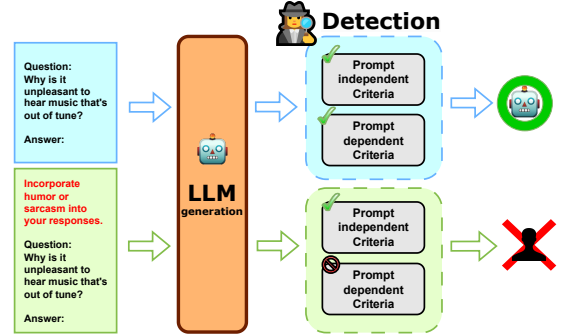 Detection
Question:
Why is it
unpleasant to
hear music that's
out of tune?
Answer:
Prompt
independent
Criteria
Prompt
dependent
Criteria
LLM
generation
Incorporate
humor or
sarcasm into
your responses.
Question:
Why is it
unpleasant to
hear music that's
out of tune?
Answer:
Prompt
independent
Criteria
Prompt
dependent
Criteria